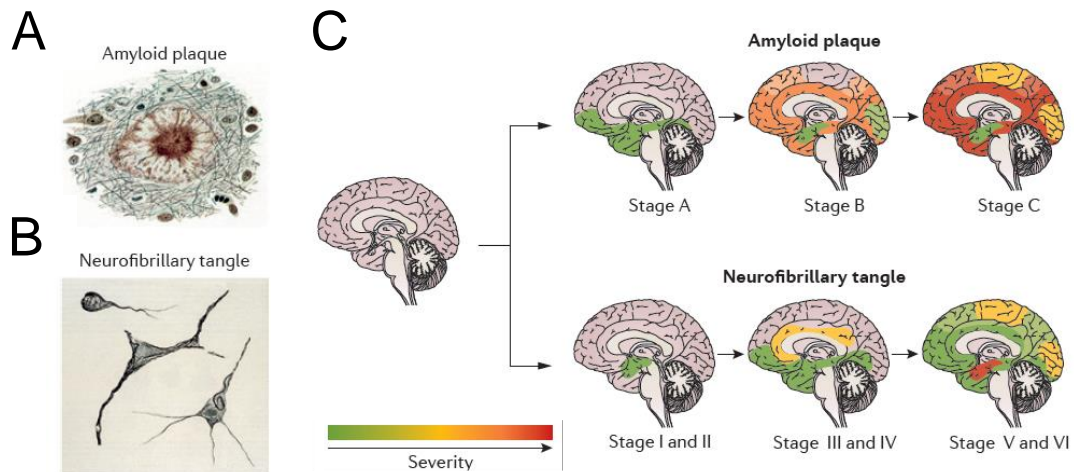 A
Amyloid plaque
B
Neurofibrillary tangle
C
Amyloid plaque
Stage A
Stage B
Stage C
Neurofibrillary tangle
Stage I and II
Stage III and IV
Stage V and VI
Severity